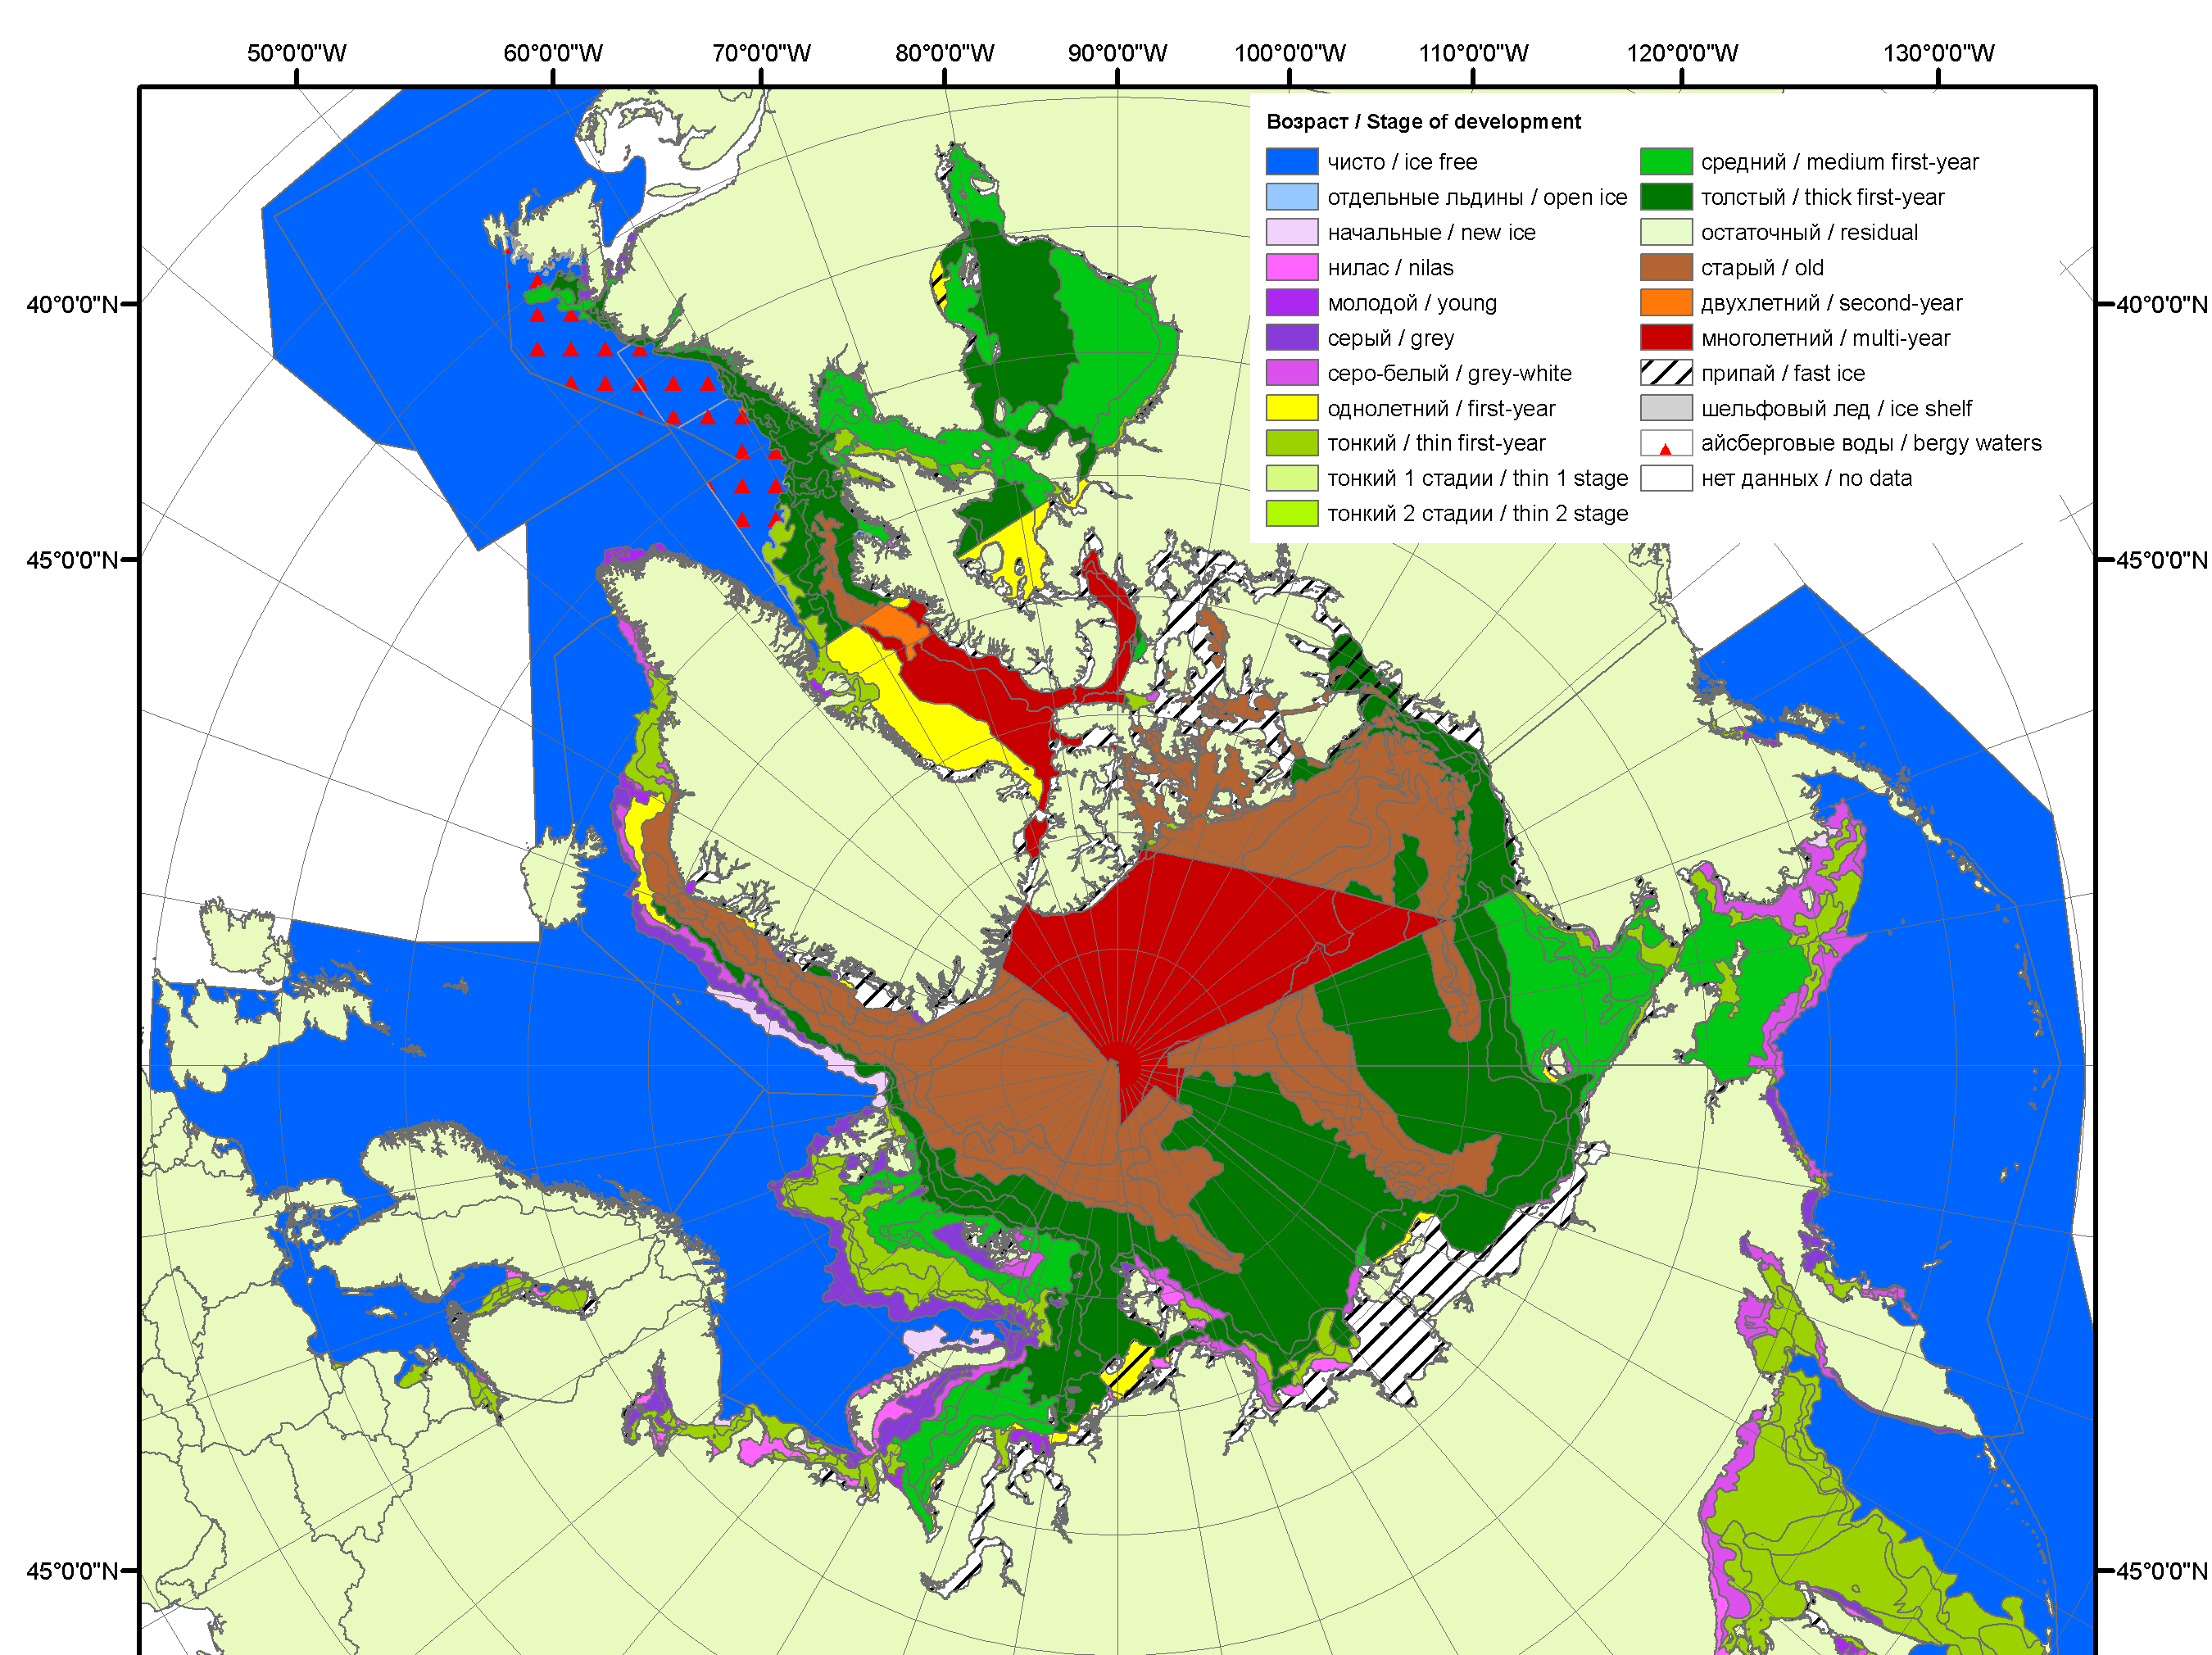 50°0'0"W 60°0'0"W 70°0'0"W 80°0'0"W 90°0'0"W 100°0'0"W 110°0'0"W 120°0'0"W 130°0'0"W
Возраст / Stage of development
чисто / ice free
отдельные льдины / open ice
начальные / new ice
нилас / nilas
молодой / young
серый / grey
серо-белый / grey-white
однолетний / first-year
тонкий / thin first-year
тонкий 1 стадии / thin 1 stage
тонкий 2 стадии / thin 2 stage
средний / medium first-year
толстый / thick first-year
остаточный / residual
старый / old
двухлетний / second-year
многолетний / multi-year
припай / fast ice
шельфовый лед / ice shelf
айсберговые воды / bergy waters
нет данных / no data
40°0'0"N 40°0'0"N
45°0'0"N 45°0'0"N
45°0'0"N 45°0'0"N